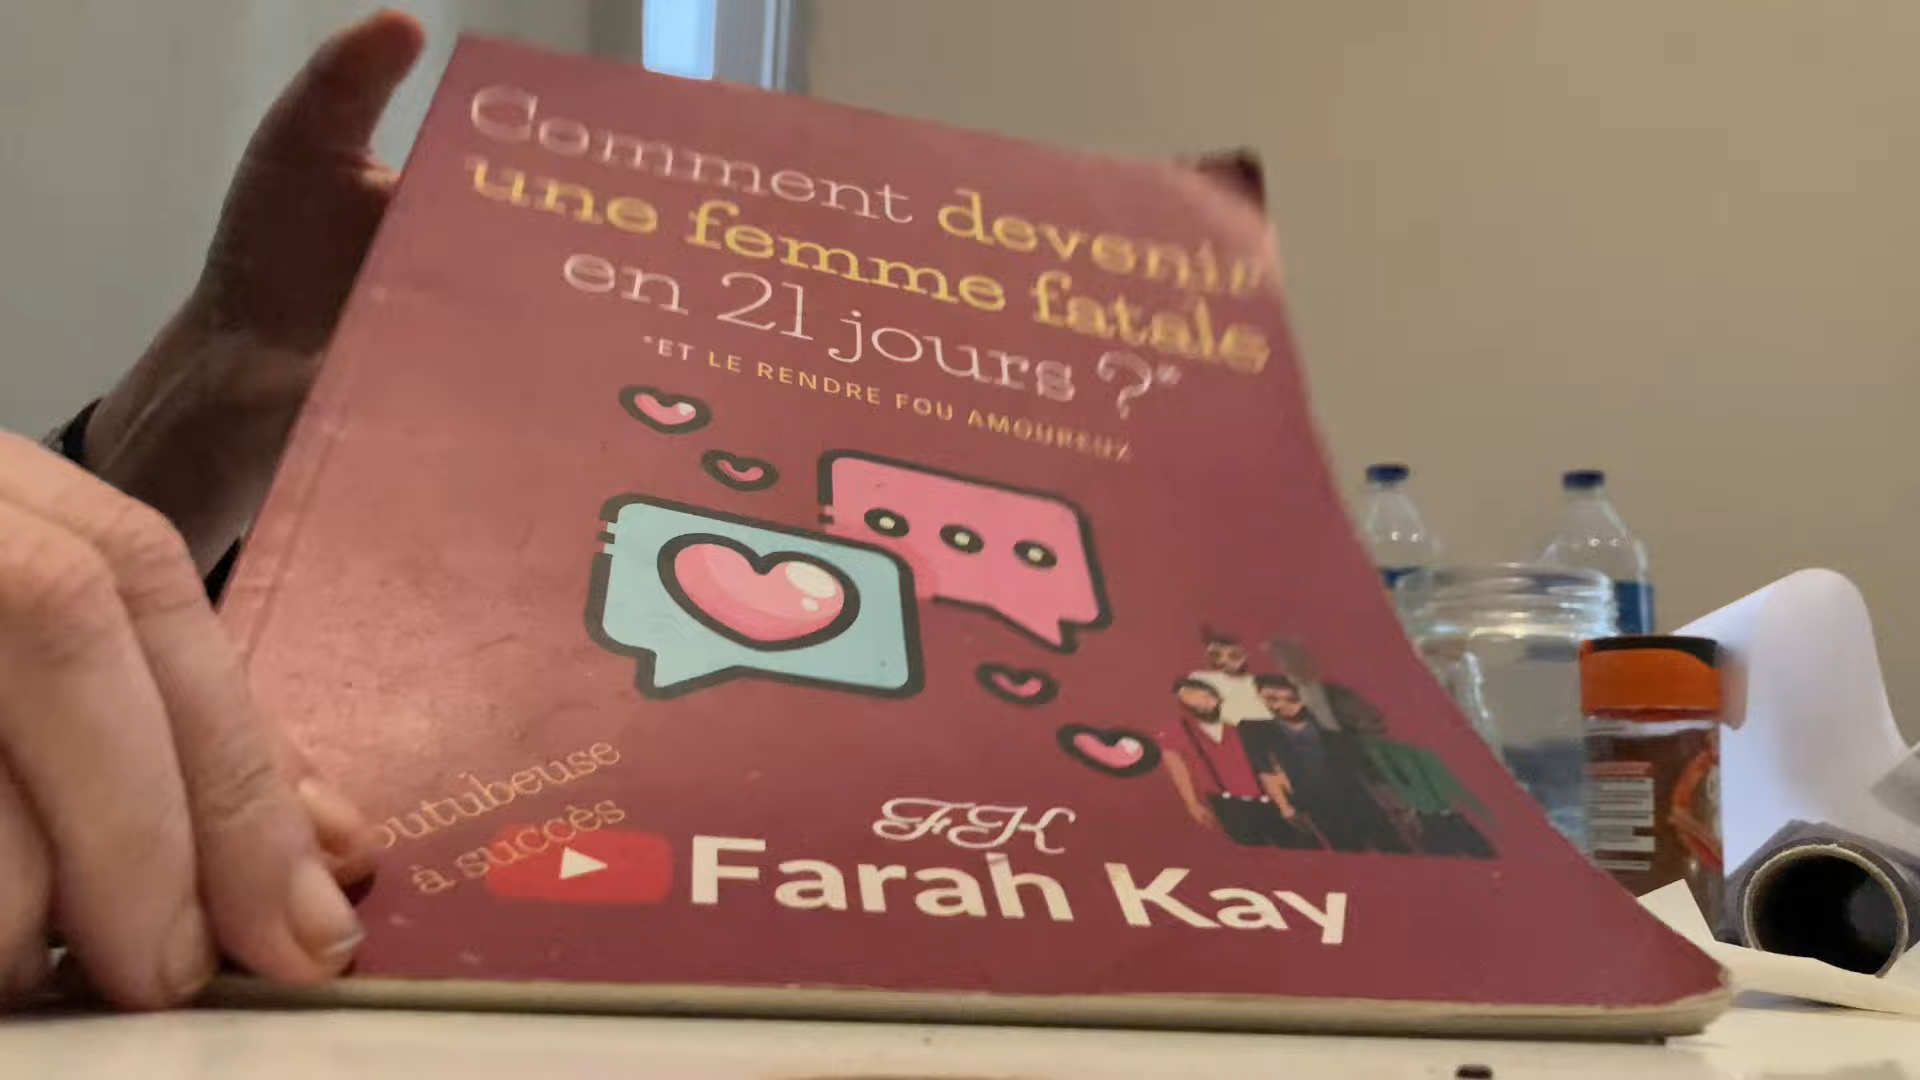 Comment devenir
une femme fatale
en 21 jours ?*
*ET LE RENDRE FOU AMOUREUX
outubeuse
à succès
FK
Farah Kay